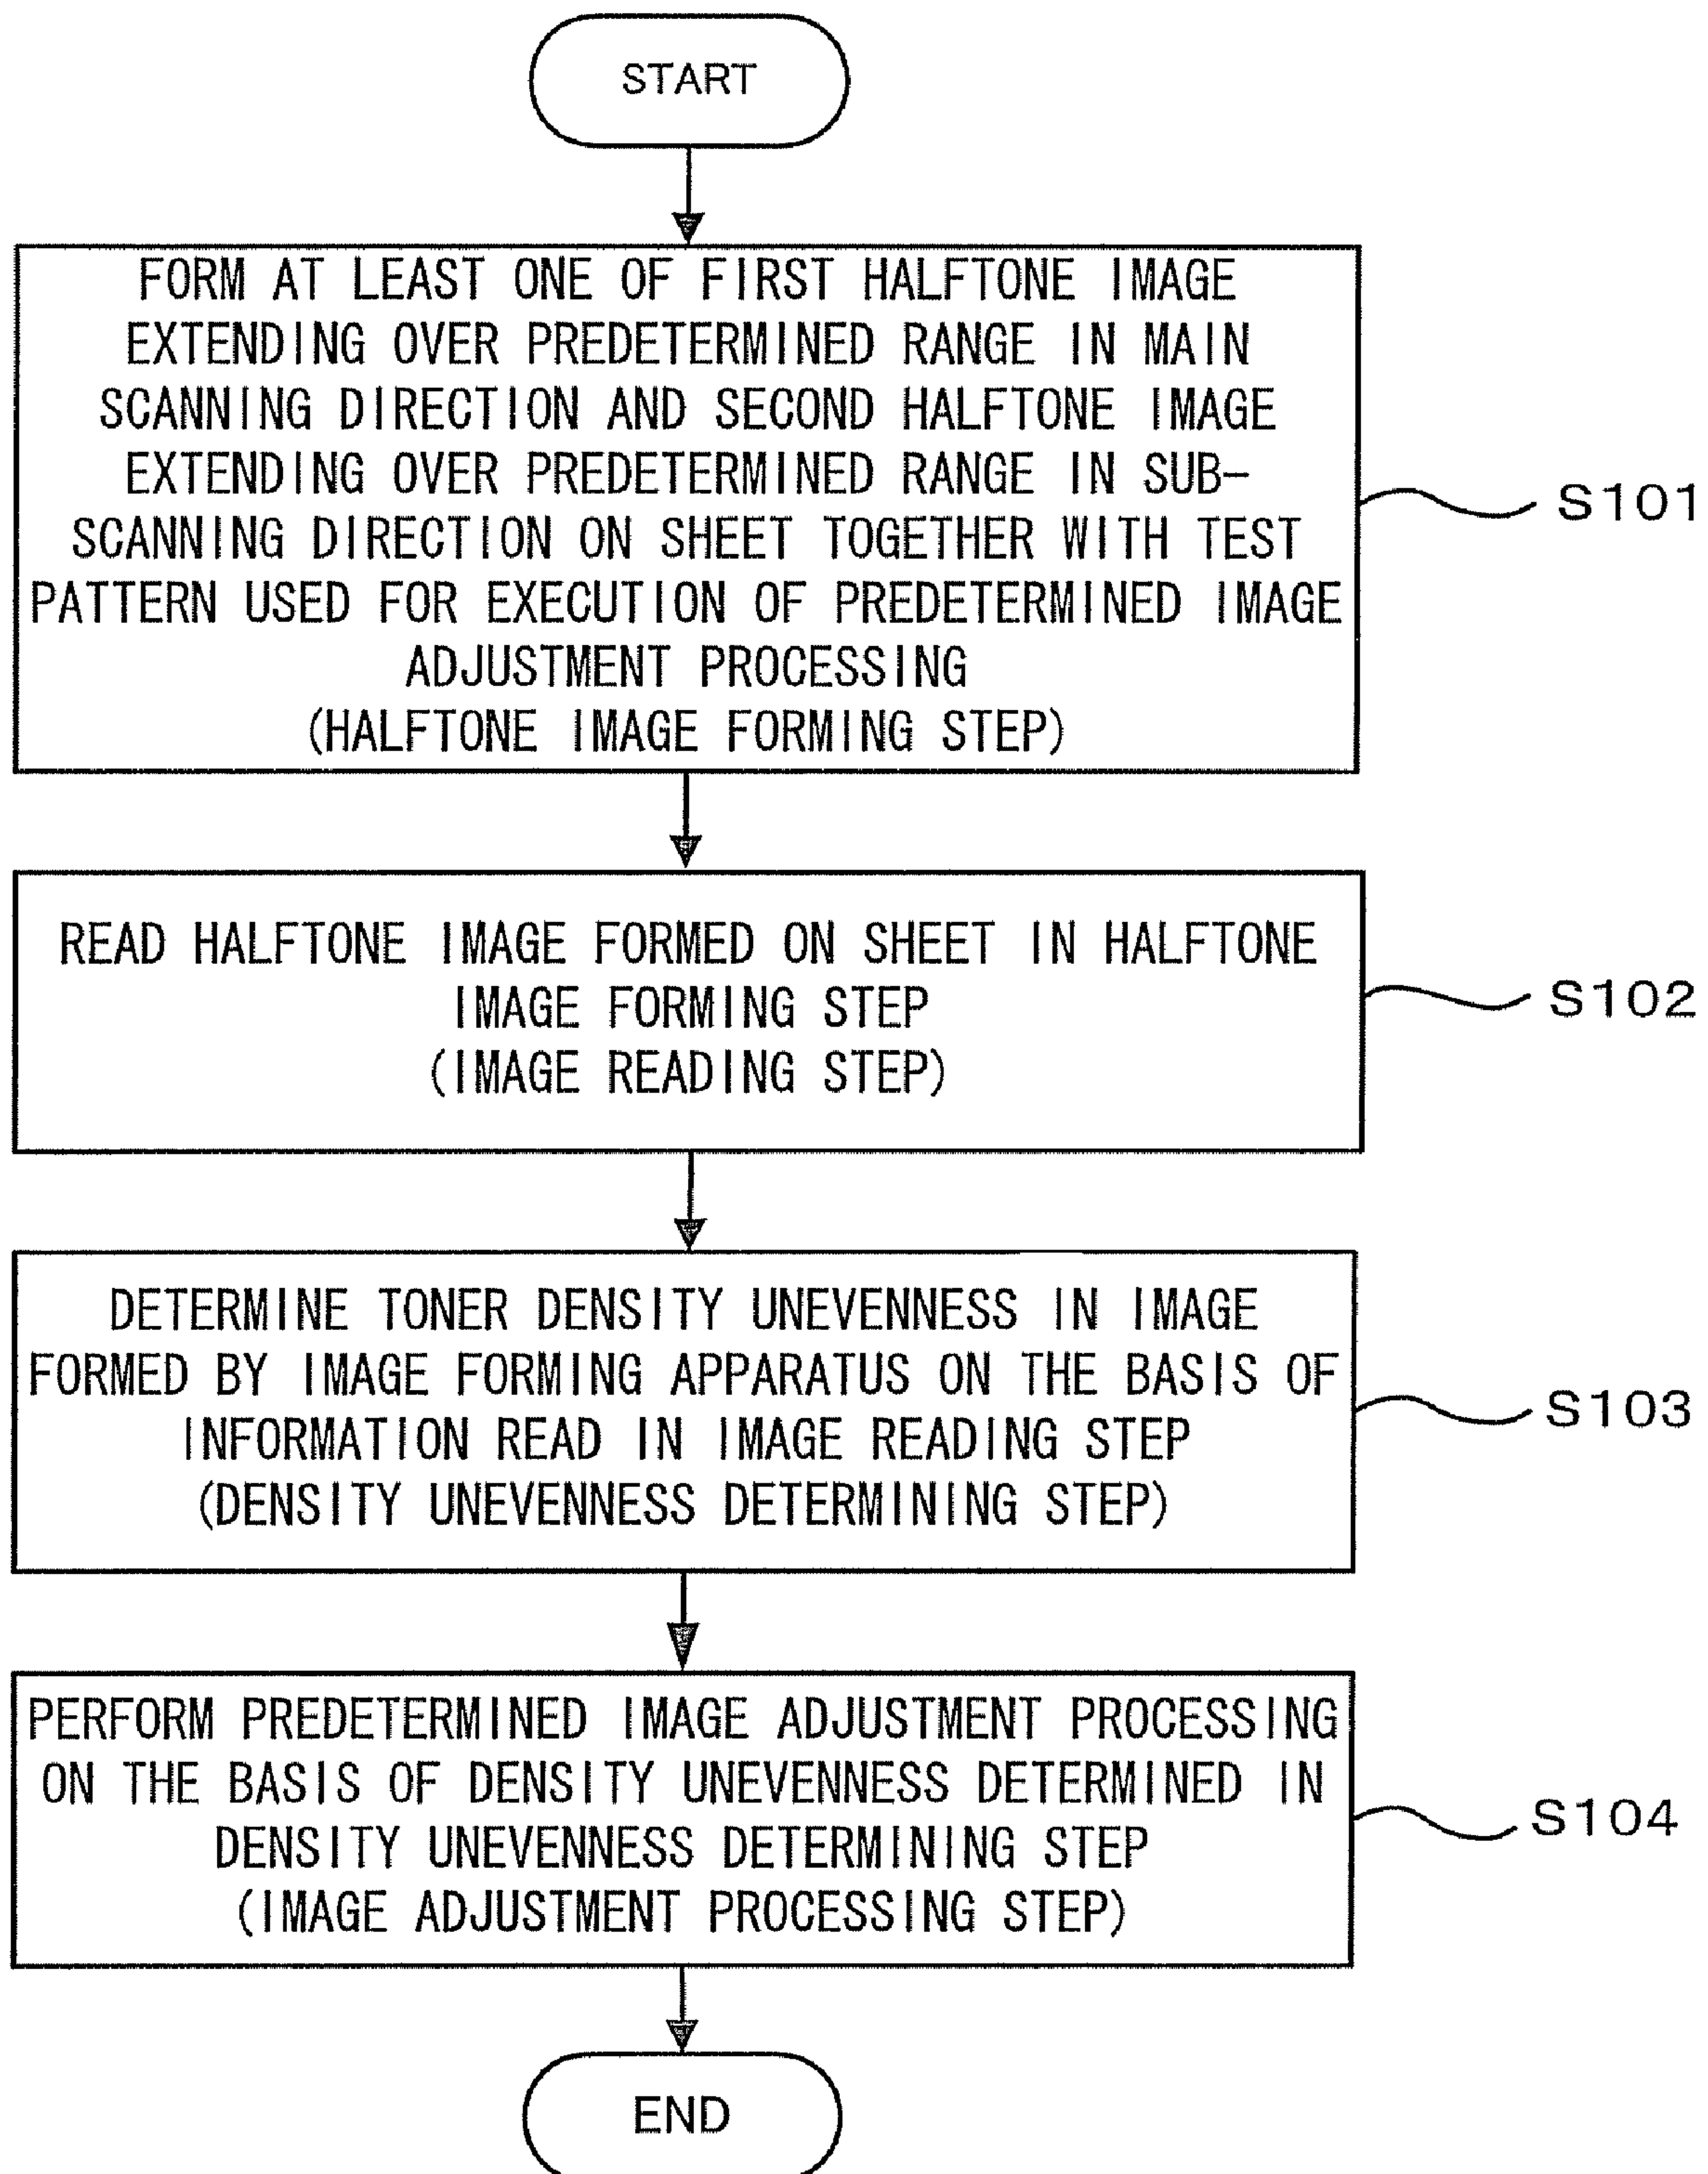 START
FORM AT LEAST ONE OF FIRST HALFTONE IMAGE
EXTENDING OVER PREDETERMINED RANGE IN MAIN
SCANNING DIRECTION AND SECOND HALFTONE IMAGE
EXTENDING OVER PREDETERMINED RANGE IN SUB-
SCANNING DIRECTION ON SHEET TOGETHER WITH TEST
PATTERN USED FOR EXECUTION OF PREDETERMINED IMAGE
ADJUSTMENT PROCESSING
(HALFTONE IMAGE FORMING STEP)
S101
READ HALFTONE IMAGE FORMED ON SHEET IN HALFTONE
IMAGE FORMING STEP
(IMAGE READING STEP)
S102
DETERMINE TONER DENSITY UNEVENNESS IN IMAGE
FORMED BY IMAGE FORMING APPARATUS ON THE BASIS OF
INFORMATION READ IN IMAGE READING STEP
(DENSITY UNEVENNESS DETERMINING STEP)
S103
PERFORM PREDETERMINED IMAGE ADJUSTMENT PROCESSING
ON THE BASIS OF DENSITY UNEVENNESS DETERMINED IN
DENSITY UNEVENNESS DETERMINING STEP
(IMAGE ADJUSTMENT PROCESSING STEP)
S104
END